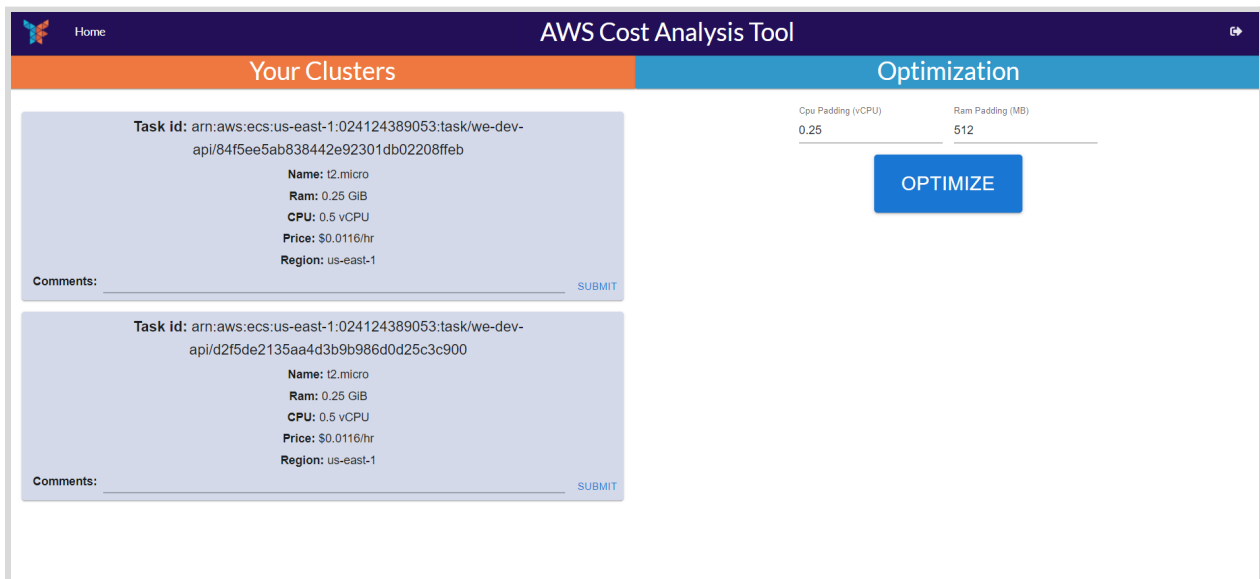 Home
AWS Cost Analysis Tool
Your Clusters
Optimization
Task id: arn:aws:ecs:us-east-1:024124389053:task/we-dev-
api/84f5ee5ab838442e92301db02208ffeb
Name: t2.micro
Ram: 0.25 GiB
CPU: 0.5 vCPU
Price: $0.0116/hr
Region: us-east-1
Comments:
SUBMIT
Task id: arn:aws:ecs:us-east-1:024124389053:task/we-dev-
api/d2f5de2135aa4d3b9b986d0d25c3c900
Name: t2.micro
Ram: 0.25 GiB
CPU: 0.5 vCPU
Price: $0.0116/hr
Region: us-east-1
Comments:
SUBMIT
Cpu Padding (vCPU)
0.25
Ram Padding (MB)
512
OPTIMIZE